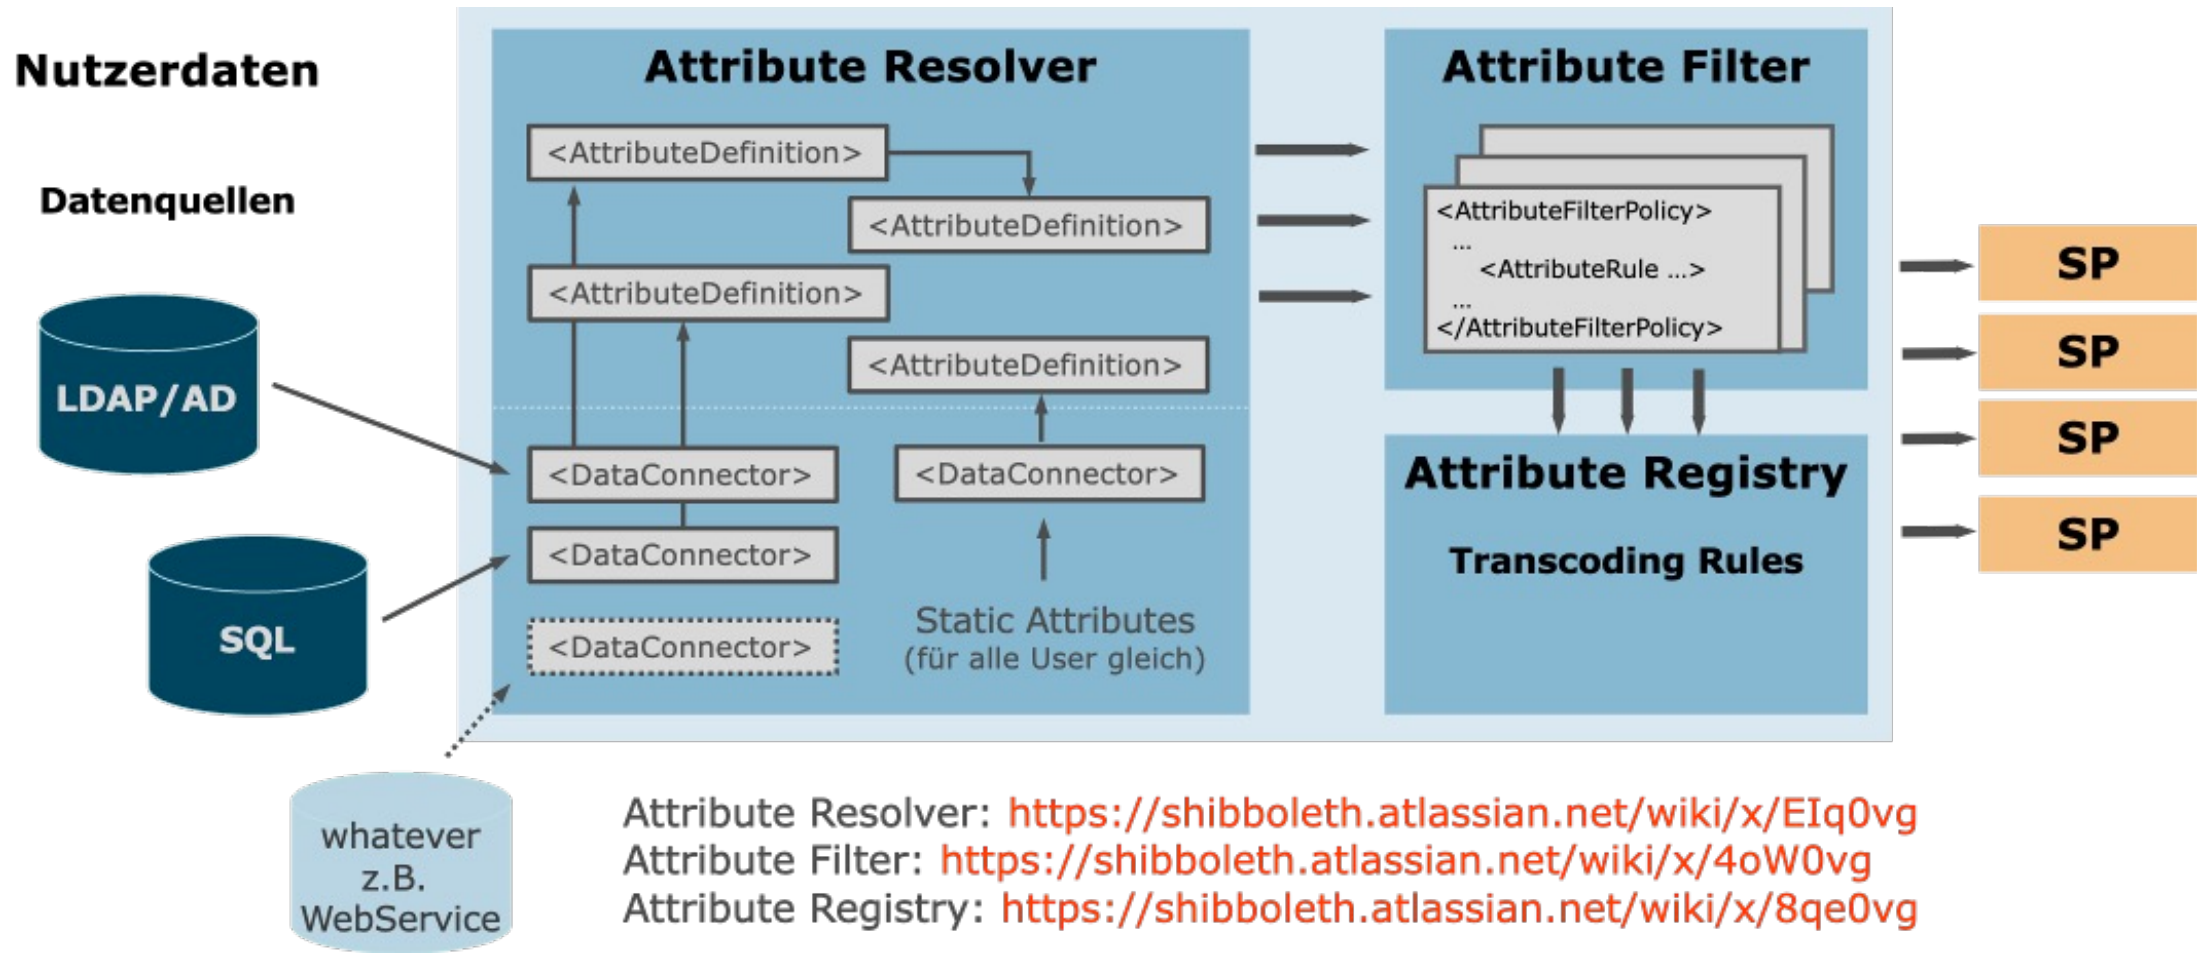 Nutzerdaten
Datenquellen
LDAP/AD
SQL
whatever
z.B.
WebService
Attribute Resolver
<AttributeDefinition>
<AttributeDefinition>
<AttributeDefinition>
<AttributeDefinition>
<DataConnector>
<DataConnector>
<DataConnector>
<DataConnector>
Static Attributes
(für alle User gleich)
Attribute Filter
<AttributeFilterPolicy>
...
<AttributeRule ...>
...
</AttributeFilterPolicy>
Attribute Registry
Transcoding Rules
SP
SP
SP
SP
Attribute Resolver: https://shibboleth.atlassian.net/wiki/x/EIq0vg
Attribute Filter: https://shibboleth.atlassian.net/wiki/x/4oW0vg
Attribute Registry: https://shibboleth.atlassian.net/wiki/x/8qe0vg